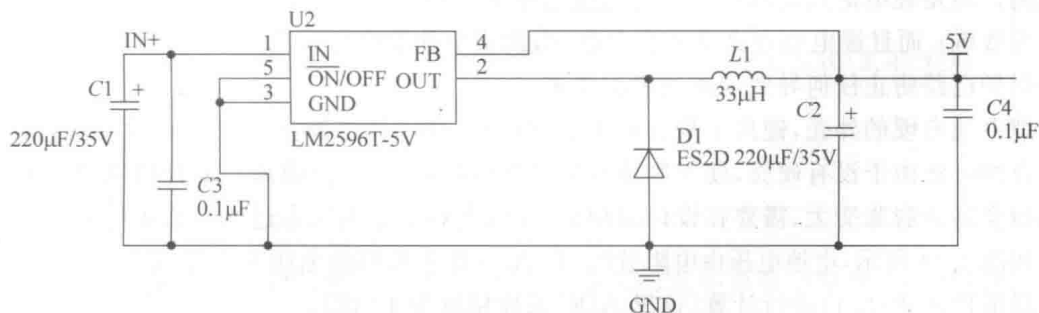 U2
IN+
1
5
3
IN
ON/OFF
GND
FB
OUT
4
2
LM2596T-5V
C1
+
220μF/35V
C3
0.1μF
L1
33μH
D1
ES2D
C2
+
220μF/35V
5V
C4
0.1μF
GND